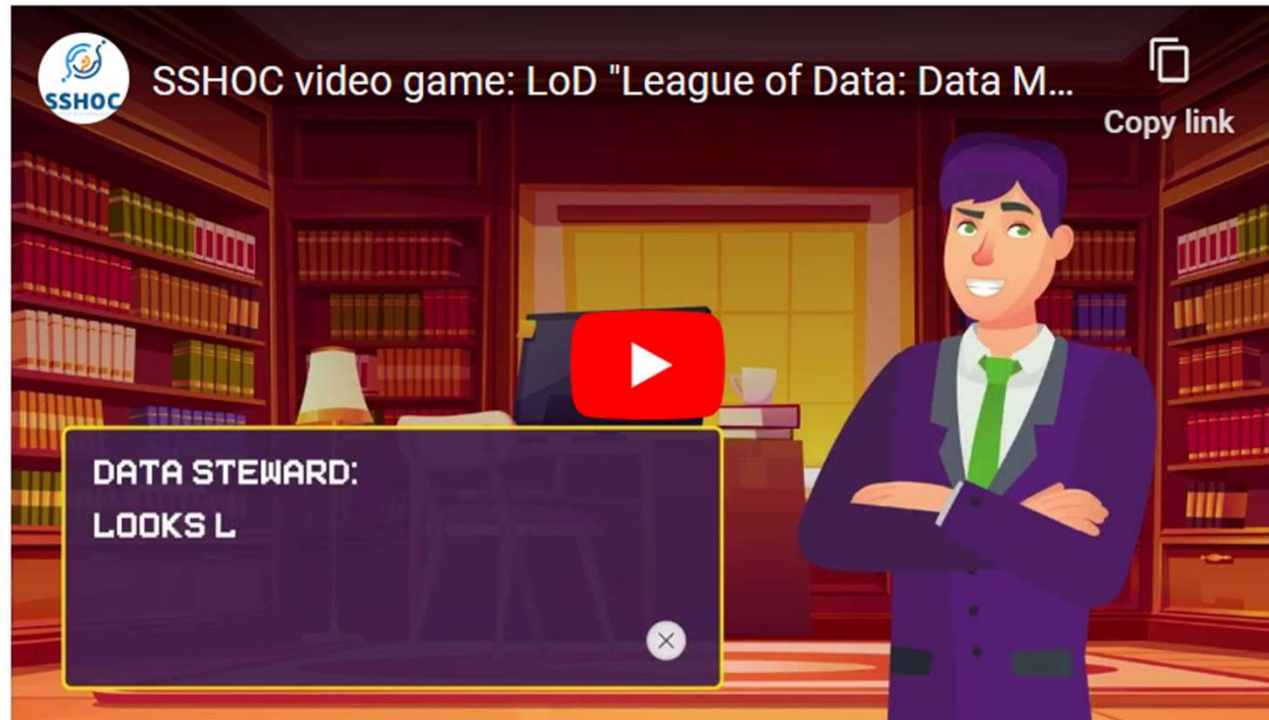 SSHOC
SSHOC video game: LoD "League of Data: Data M...
Copy link
DATA STEWARD:
LOOKS L